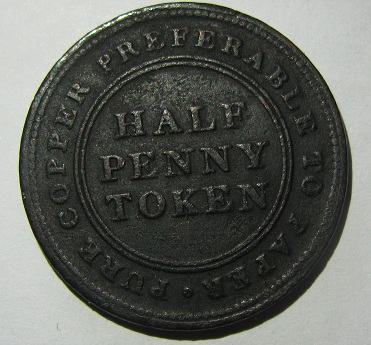 PURE COPPER PREFERABLE TO PAPER
HALF
PENNY
TOKEN